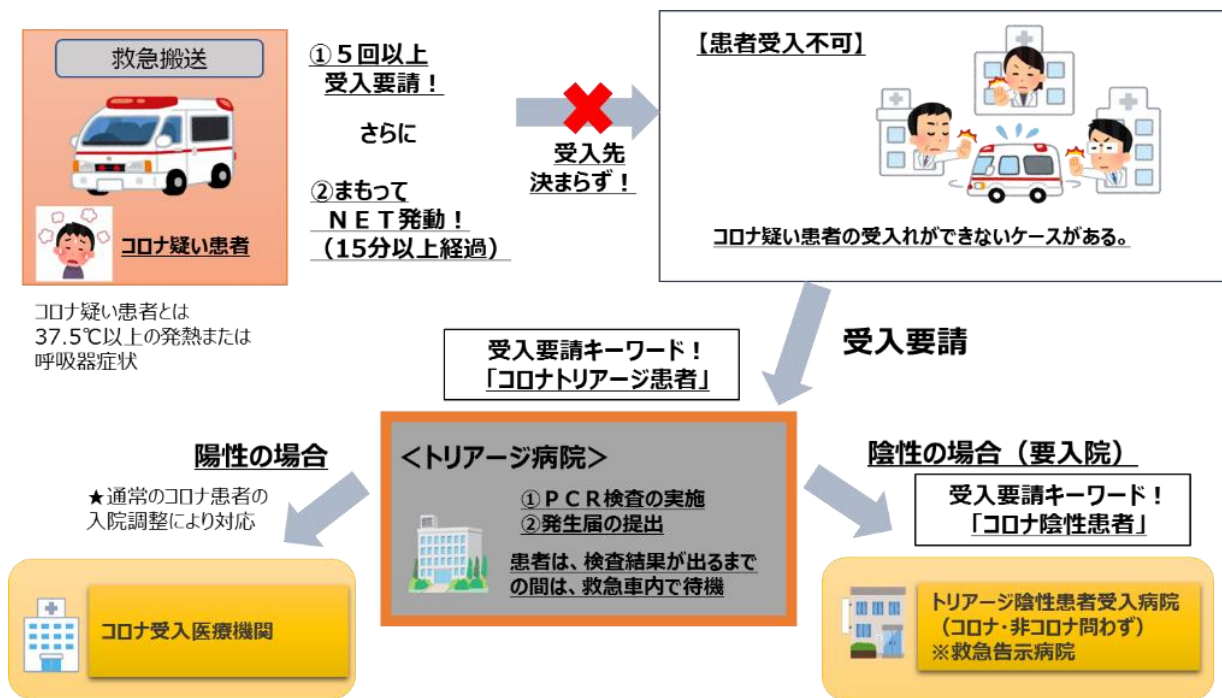 救急搬送
コロナ疑い患者
コロナ疑い患者とは
37.5℃以上の発熱または
呼吸器症状
①５回以上
受入要請！
さらに
②まもって
ＮＥＴ発動！
（15分以上経過）
受入先
決まらず！
【患者受入不可】
コロナ疑い患者の受入れができないケースがある。
受入要請
受入要請キーワード！
「コロナトリアージ患者」
＜トリアージ病院＞
①ＰＣＲ検査の実施
②発生届の提出
患者は、検査結果が出るまで
の間は、救急車内で待機
陽性の場合
★通常のコロナ患者の
入院調整により対応
コロナ受入医療機関
陰性の場合（要入院）
受入要請キーワード！
「コロナ陰性患者」
トリアージ陰性患者受入病院
（コロナ・非コロナ問わず）
※救急告示病院